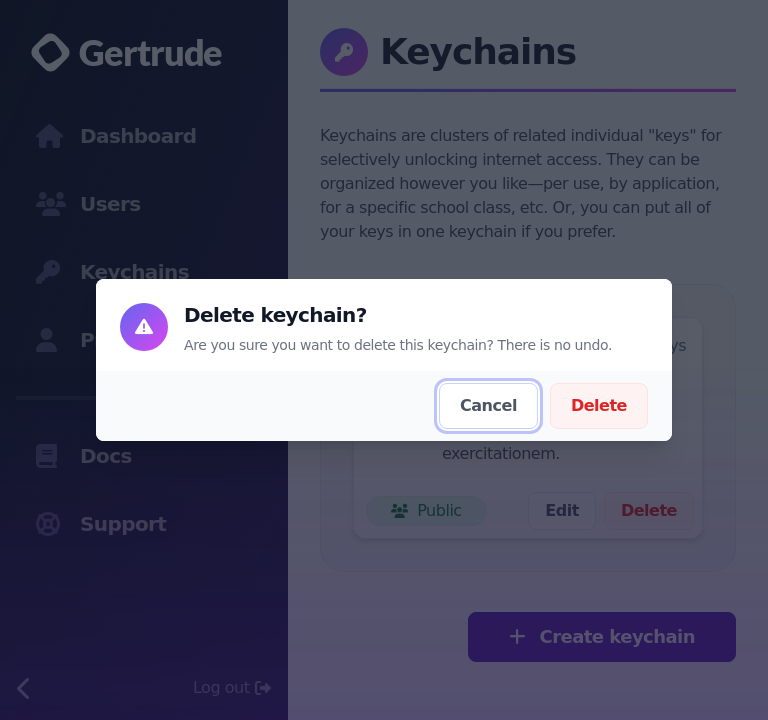 Gertrude
Dashboard
Users
Keychains
P
Docs
Support
Log out
Keychains
Keychains are clusters of related individual "keys" for
selectively unlocking internet access. They can be
organized however you like—per use, by application,
for a specific school class, etc. Or, you can put all of
your keys in one keychain if you prefer.
Delete keychain?
Are you sure you want to delete this keychain? There is no undo.
Cancel
Delete
exercitationem.
Public
Edit
Delete
Create keychain